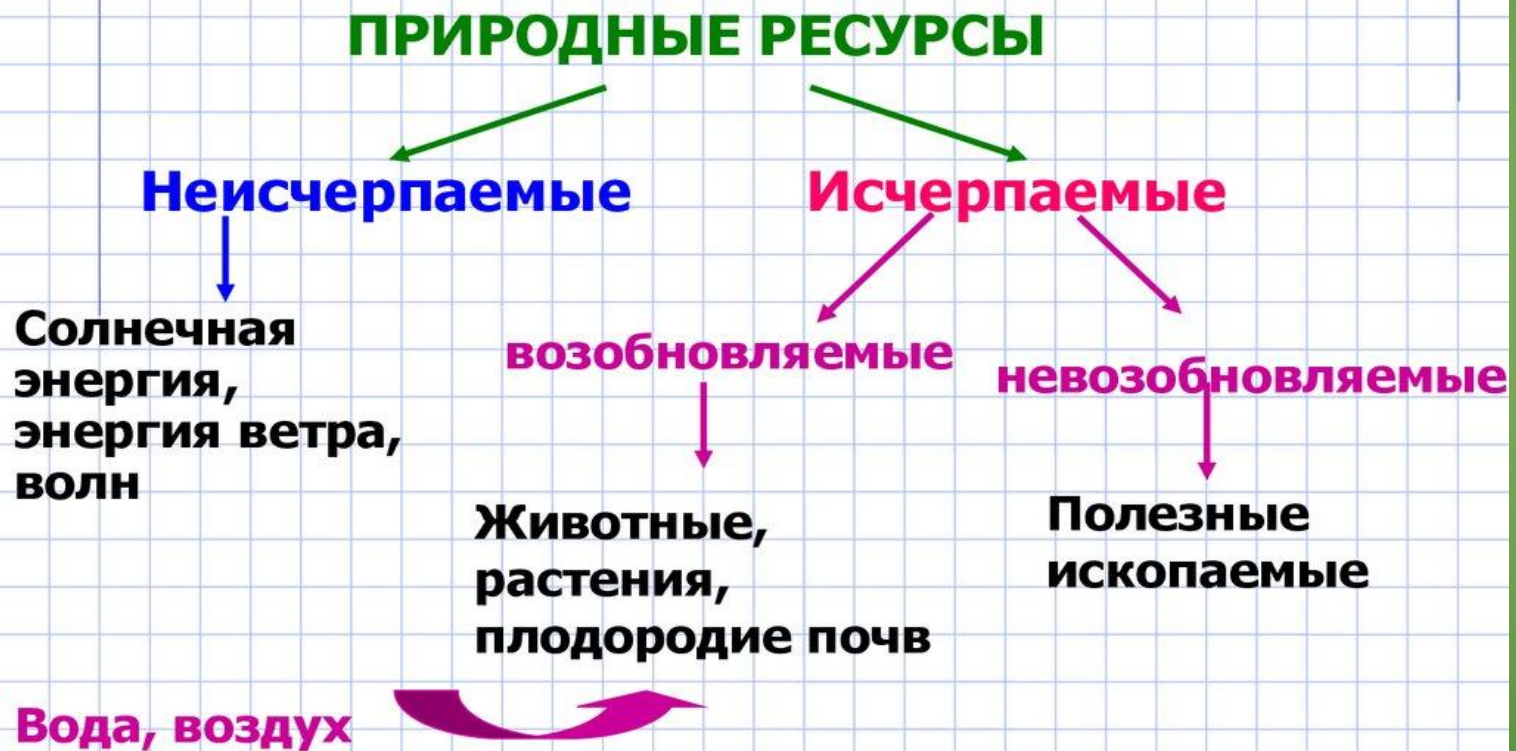 ПРИРОДНЫЕ РЕСУРСЫ
Неисчерпаемые
Исчерпаемые
Солнечная
энергия,
энергия ветра,
волн
возобновляемые
невозобновляемые
Животные,
растения,
плодородие почв
Полезные
ископаемые
Вода, воздух